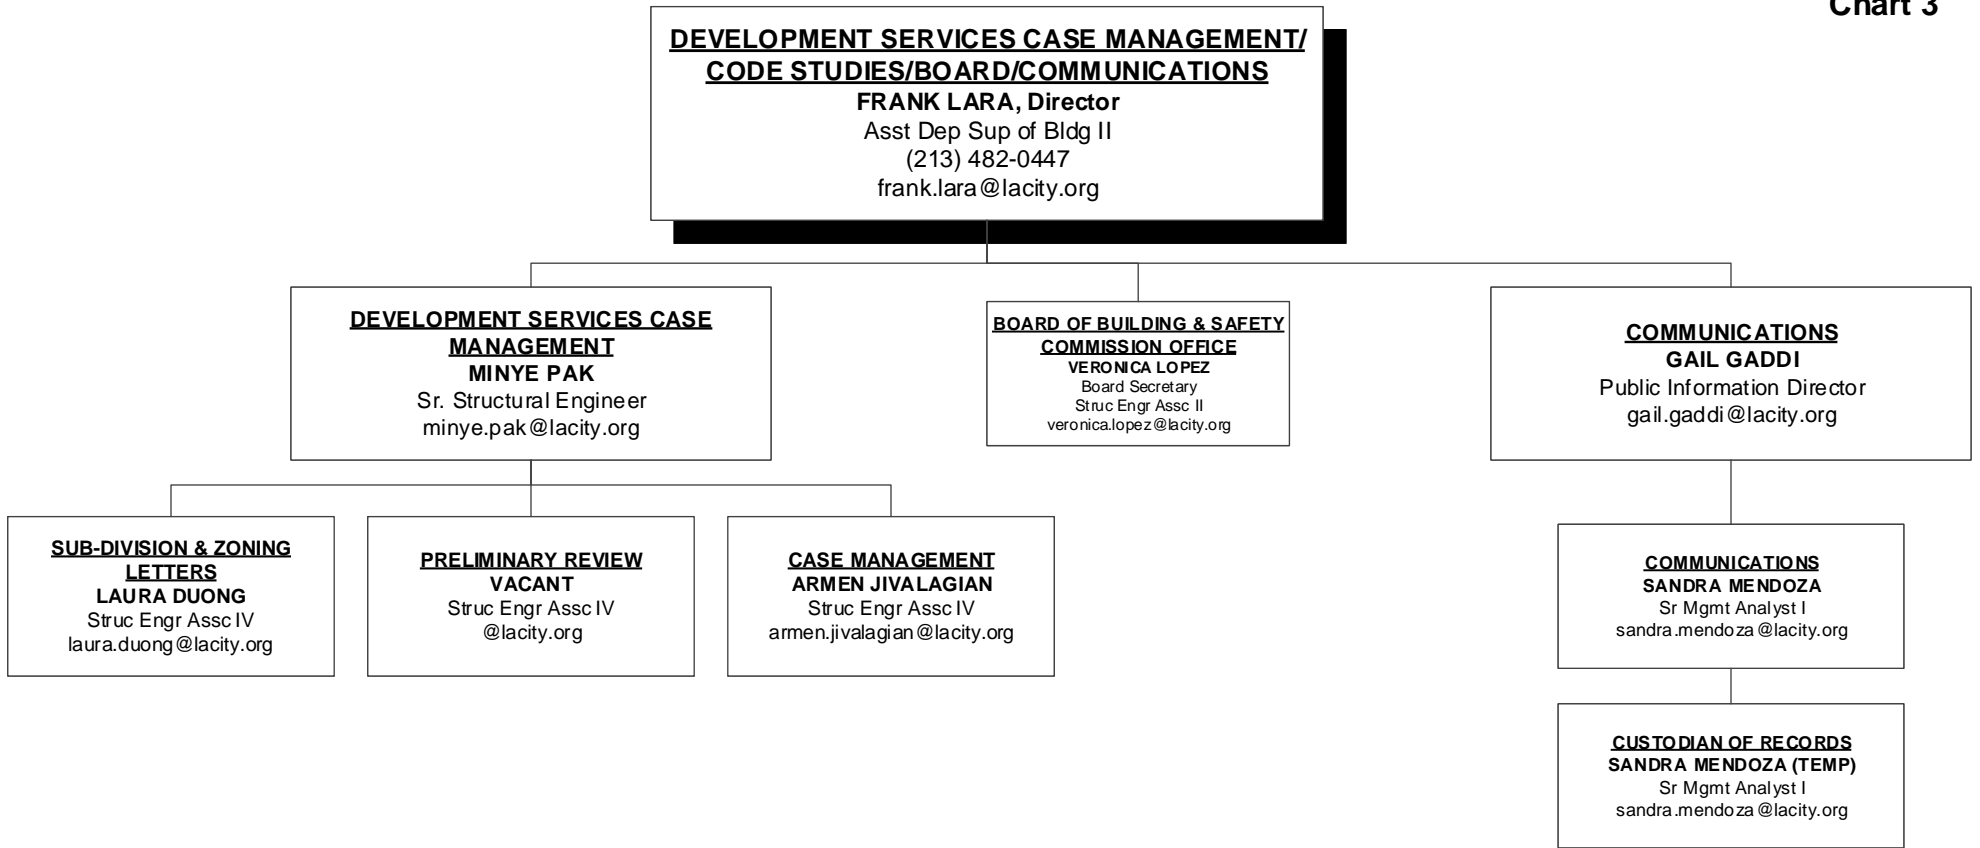 Chart 3
DEVELOPMENT SERVICES CASE MANAGEMENT/
CODE STUDIES/BOARD/COMMUNICATIONS
FRANK LARA, Director
Asst Dep Sup of Bldg II
(213) 482-0447
frank.lara@lacity.org
DEVELOPMENT SERVICES CASE
MANAGEMENT
MINYE PAK
Sr. Structural Engineer
minye.pak@lacity.org
BOARD OF BUILDING & SAFETY
COMMISSION OFFICE
VERONICA LOPEZ
Board Secretary
Struc Engr Assc II
veronica.lopez@lacity.org
COMMUNICATIONS
GAIL GADDI
Public Information Director
gail.gaddi@lacity.org
SUB-DIVISION & ZONING
LETTERS
LAURA DUONG
Struc Engr Assc IV
laura.duong@lacity.org
PRELIMINARY REVIEW
VACANT
Struc Engr Assc IV
@lacity.org
CASE MANAGEMENT
ARMEN JIVALAGIAN
Struc Engr Assc IV
armen.jivalagian@lacity.org
COMMUNICATIONS
SANDRA MENDOZA
Sr Mgmt Analyst I
sandra.mendoza@lacity.org
CUSTODIAN OF RECORDS
SANDRA MENDOZA (TEMP)
Sr Mgmt Analyst I
sandra.mendoza@lacity.org